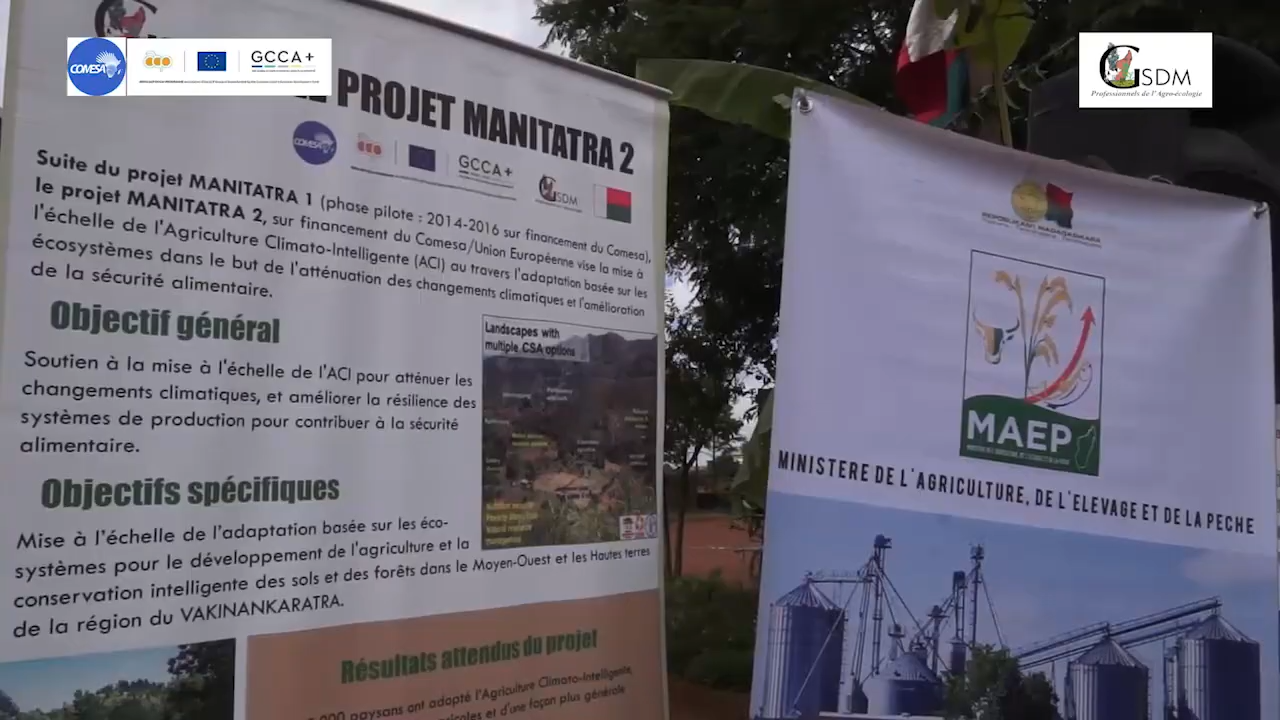 COMESA
GCCA+
GSDM
Professionnels de l'Agro-écologie
PROJET MANITATRA 2
COMESA
GCCA+
GSDM
Suite du projet MANITATRA 1 (phase pilote : 2014-2016 sur financement du Comesa),
le projet MANITATRA 2, sur financement du Comesa/Union Européenne vise la mise à
l'échelle de l'Agriculture Climato-Intelligente (ACI) au travers l'adaptation basée sur les
écosystèmes dans le but de l'atténuation des changements climatiques et l'amélioration
de la sécurité alimentaire.
Objectif général
Soutien à la mise à l'échelle de l'ACI pour atténuer les
changements climatiques, et améliorer la résilience des
systèmes de production pour contribuer à la sécurité
alimentaire.
Landscapes with
multiple CSA options
Objectifs spécifiques
Mise à l'échelle de l'adaptation basée sur les éco-
systèmes pour le développement de l'agriculture et la
conservation intelligente des sols et des forêts dans le Moyen-Ouest et les Hautes terres
de la région du VAKINANKARATRA.
Résultats attendus du projet
000 paysans ont adapté l'Agriculture Climato-Intelligente,
et d'une façon plus générale
REPOBLIKAN'I MADAGASIKARA
MAEP
MINISTERE DE L'AGRICULTURE, DE L'ELEVAGE ET DE LA PECHE